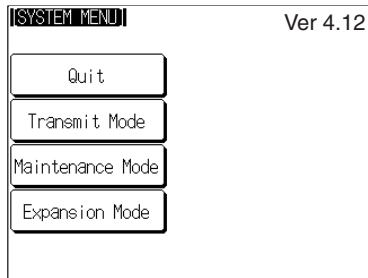 [SYSTEM MENU]
Ver 4.12
Quit
Transmit Mode
Maintenance Mode
Expansion Mode